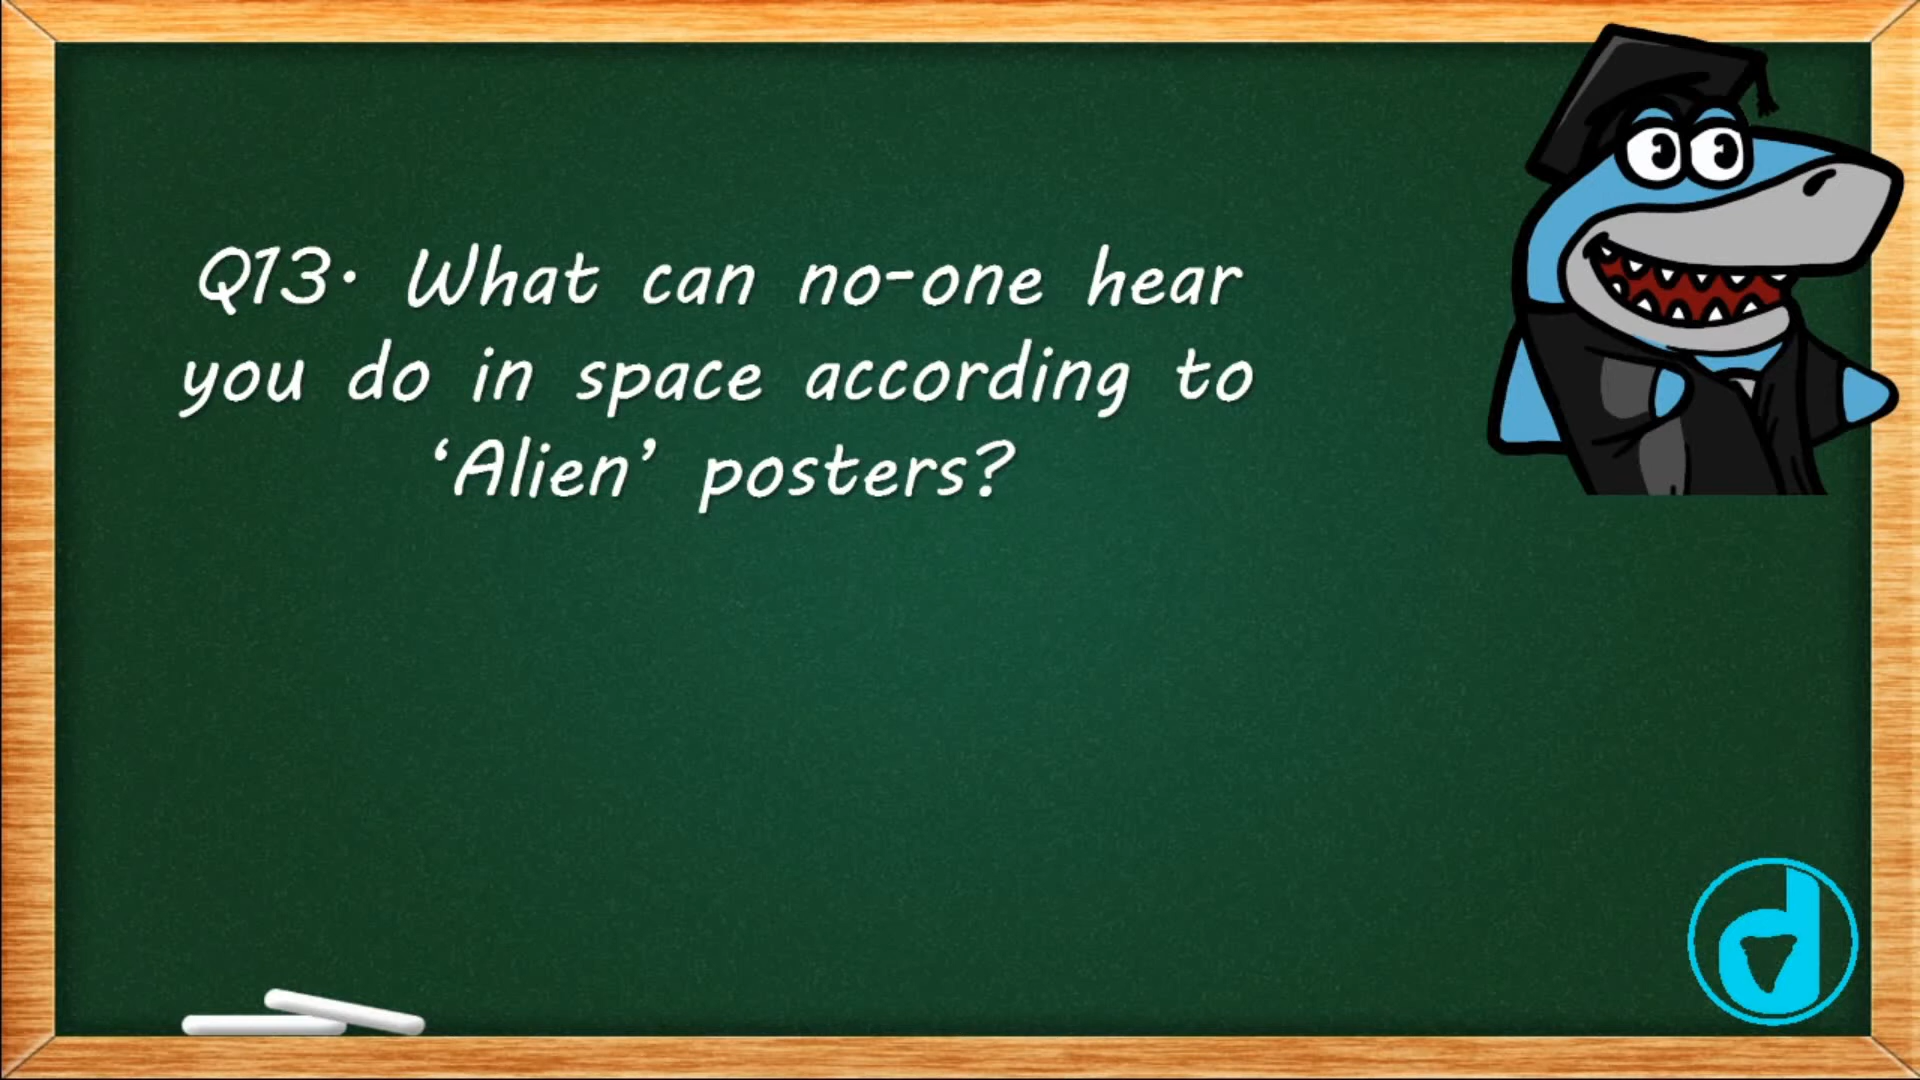 Q13. What can no-one hear
you do in space according to
‘Alien’ posters?